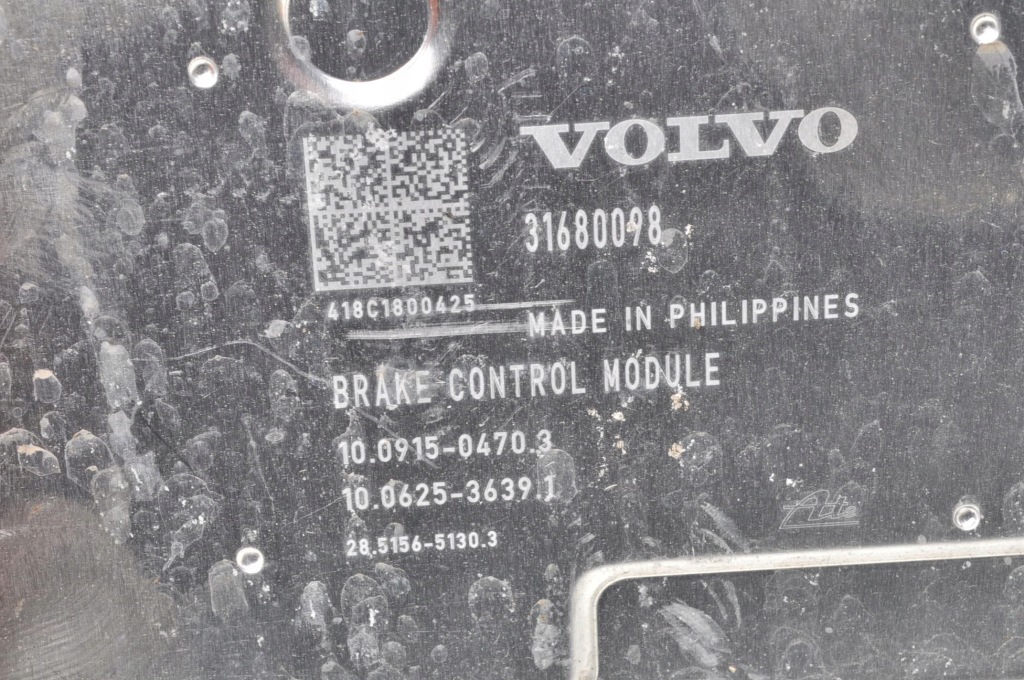 VOLVO
31680098
418C1800425
MADE IN PHILIPPINES
BRAKE CONTROL MODULE
10.0915-0470.3
10.0625-3639.1
28.5156-5130.3
Ate